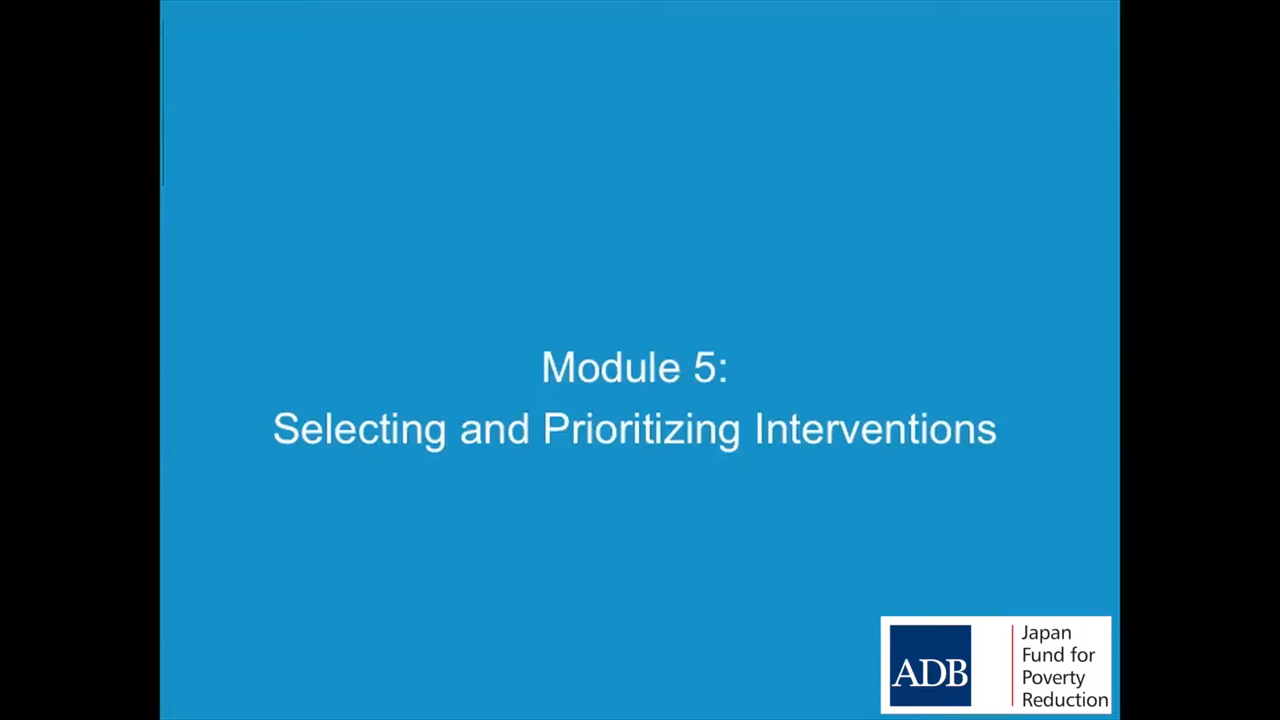 Module 5:
Selecting and Prioritizing Interventions
ADB
Japan
Fund for
Poverty
Reduction